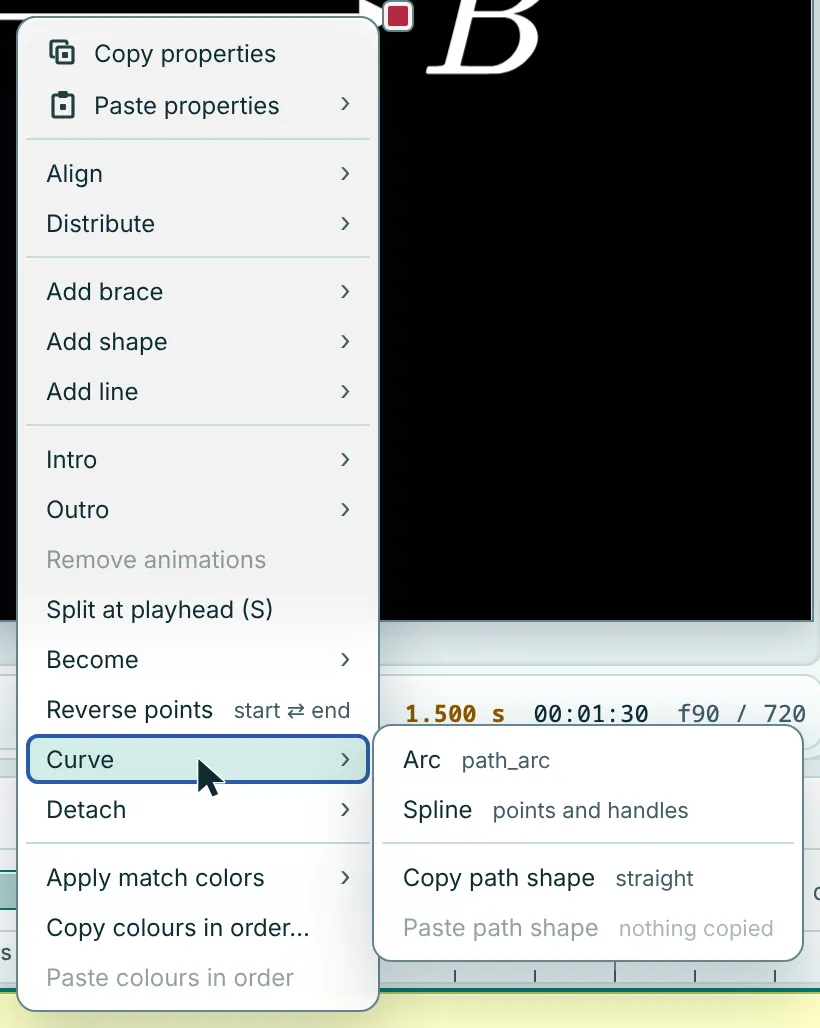 B
Copy properties
Paste properties
Align
Distribute
Add brace
Add shape
Add line
Intro
Outro
Remove animations
Split at playhead (S)
Become
Reverse points start ⇄ end
1.500 s 00:01:30 f90 / 720
Curve
Arc path_arc
Spline points and handles
Detach
Apply match colors
Copy path shape straight
Copy colours in order...
Paste path shape nothing copied
s
Paste colours in order